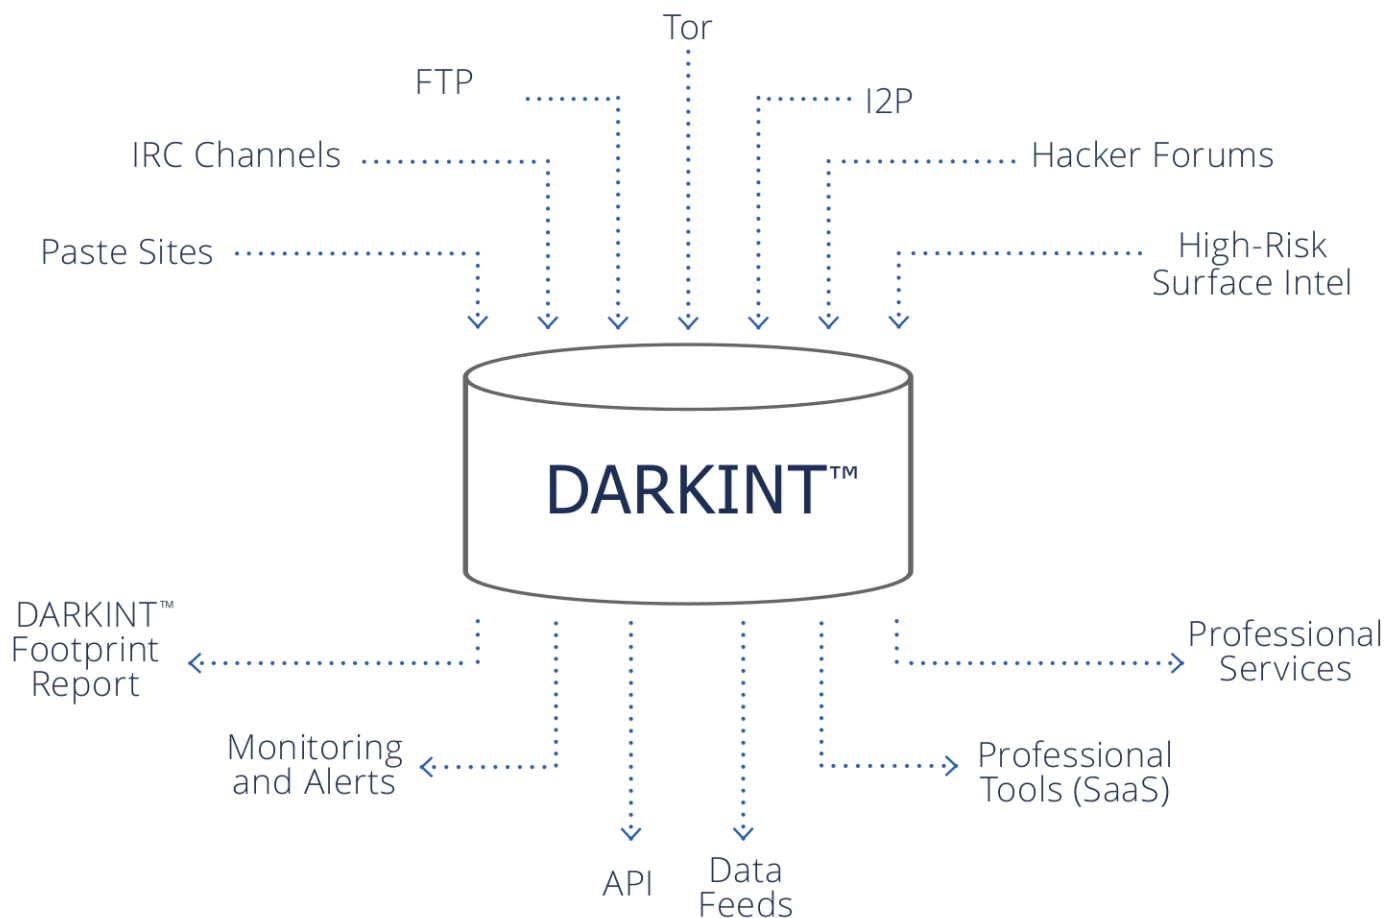 Tor
FTP
I2P
IRC Channels
Hacker Forums
Paste Sites
High-Risk
Surface Intel
DARKINT™
DARKINT™
Footprint
Report
Professional
Services
Monitoring
and Alerts
Professional
Tools (SaaS)
API
Data
Feeds